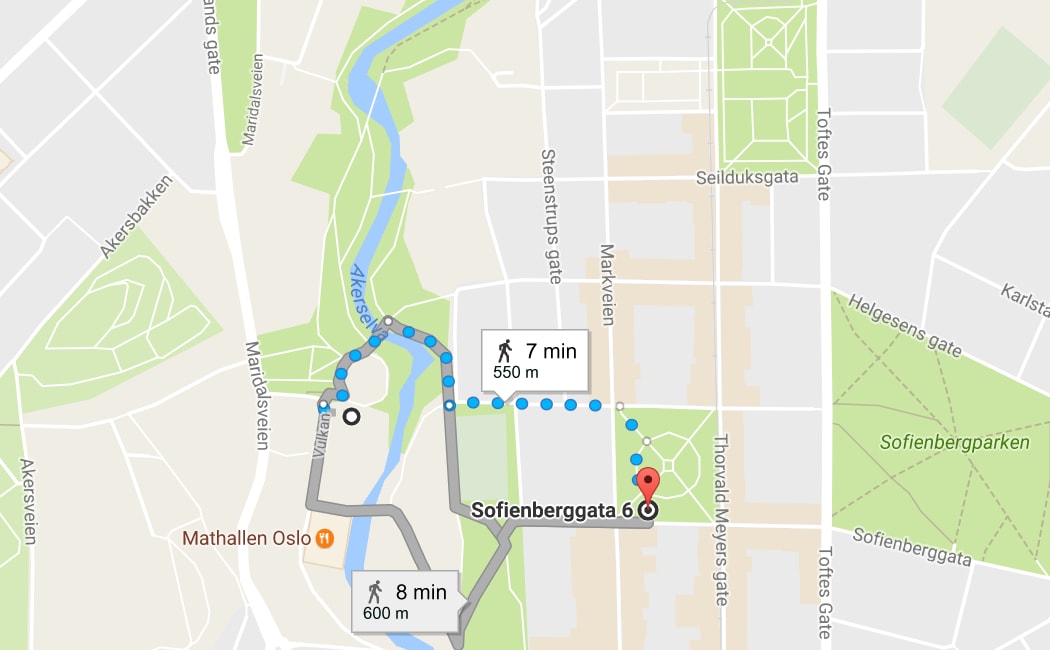 ands gate
Maridalsveien
Toftes Gate
Steenstrups gate
Seilduksgata
Akersbakken
Markveien
Akerselva
Karlsta
Helgesens gate
7 min
550 m
Maridalsveien
Vulkan
Sofienbergparken
Akersveien
Thorvald Meyers gate
Sofienberggata 6
Mathallen Oslo
Sofienberggata
Toftes Gate
8 min
600 m